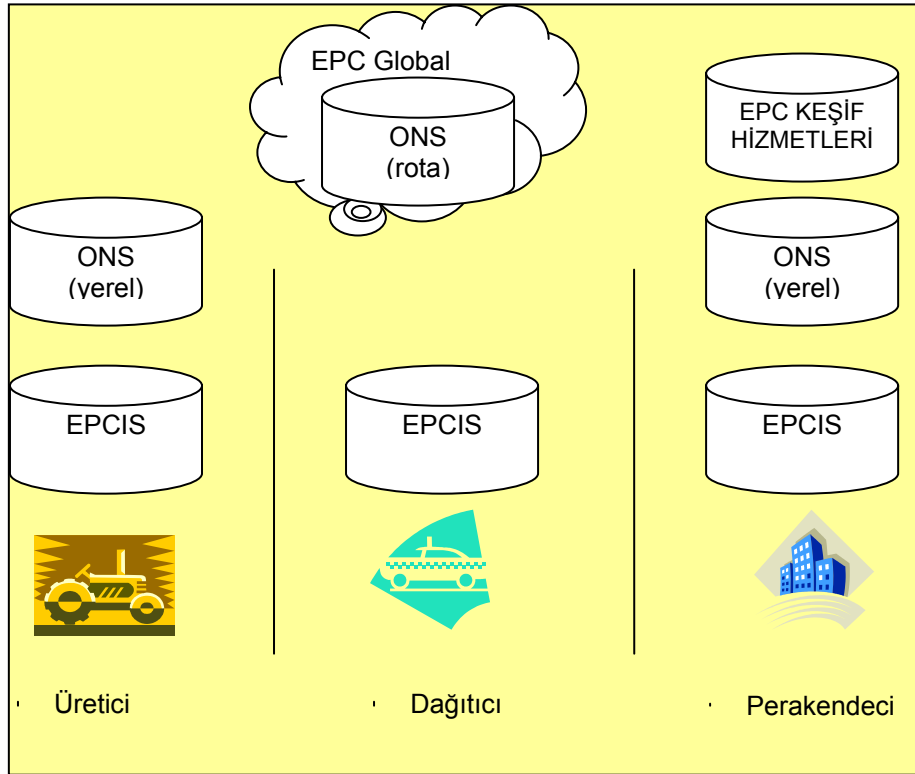 EPC Global
ONS
(rota)
EPC KEŞİF
HİZMETLERİ
ONS
(yerel)
ONS
(yerel)
EPCIS
EPCIS
EPCIS
Üretici
Dağıtıcı
Perakendeci